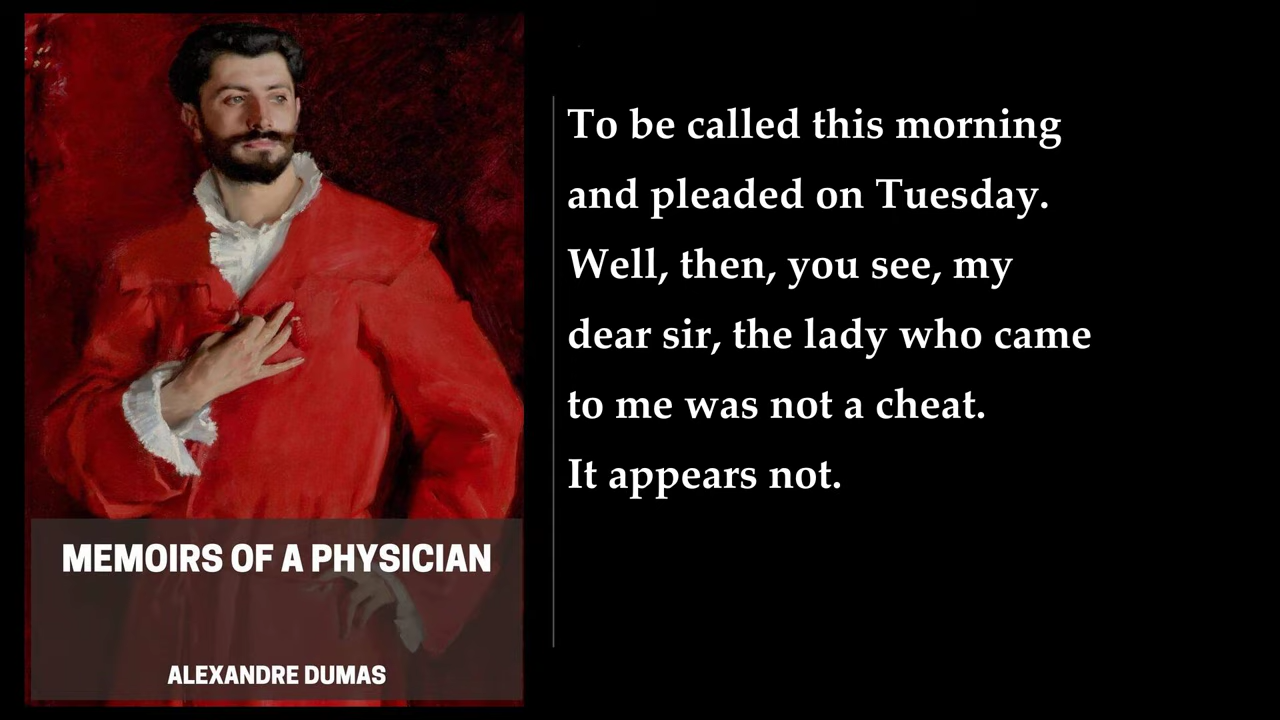 To be called this morning
and pleaded on Tuesday.
Well, then, you see, my
dear sir, the lady who came
to me was not a cheat.
It appears not.
MEMOIRS OF A PHYSICIAN
ALEXANDRE DUMAS